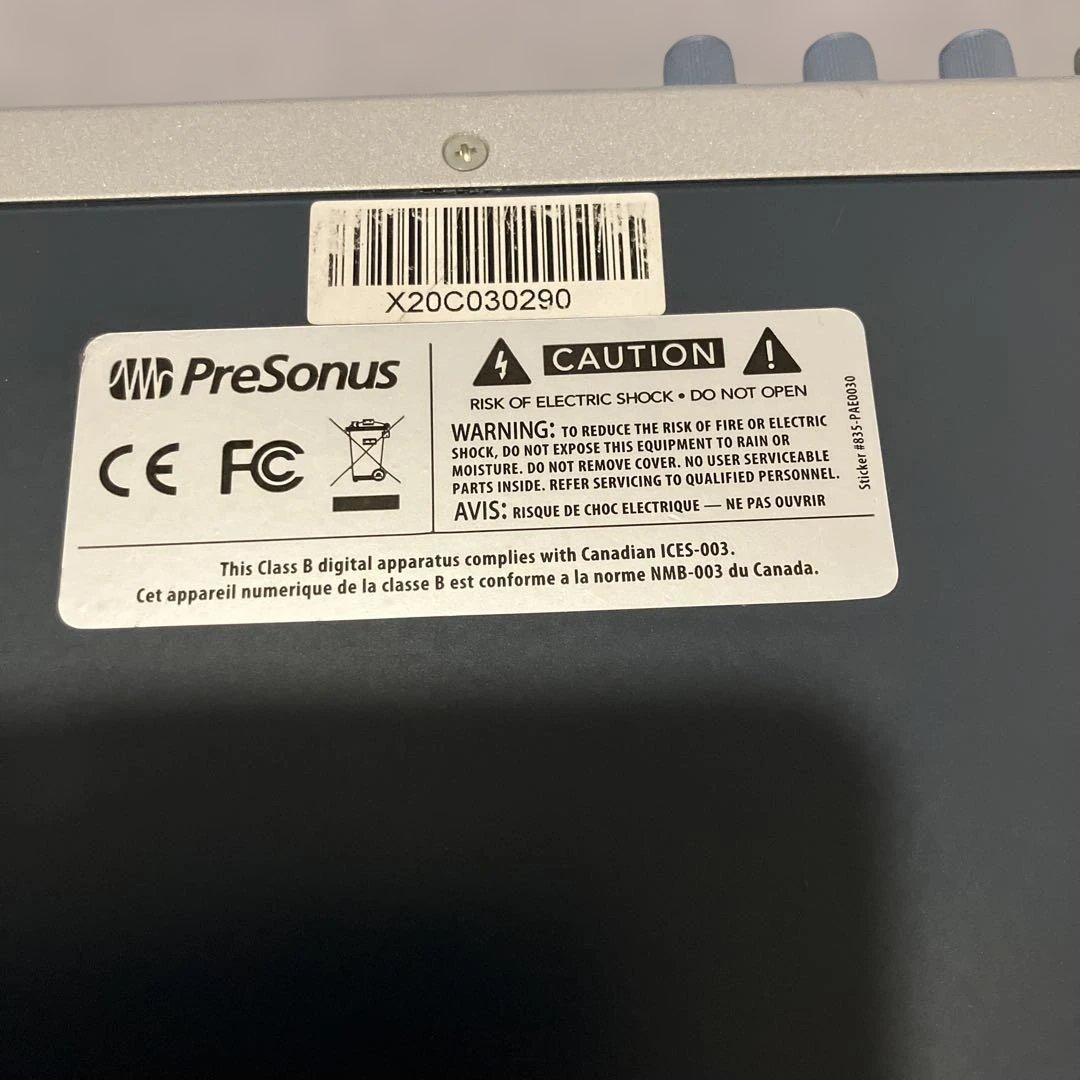 X20C030290
PreSonus
CE FC
CAUTION
RISK OF ELECTRIC SHOCK • DO NOT OPEN
WARNING: TO REDUCE THE RISK OF FIRE OR ELECTRIC
SHOCK, DO NOT EXPOSE THIS EQUIPMENT TO RAIN OR
MOISTURE. DO NOT REMOVE COVER. NO USER SERVICEABLE
PARTS INSIDE. REFER SERVICING TO QUALIFIED PERSONNEL.
AVIS: RISQUE DE CHOC ELECTRIQUE — NE PAS OUVRIR
Sticker #835-PAE0030
This Class B digital apparatus complies with Canadian ICES-003.
Cet appareil numerique de la classe B est conforme a la norme NMB-003 du Canada.